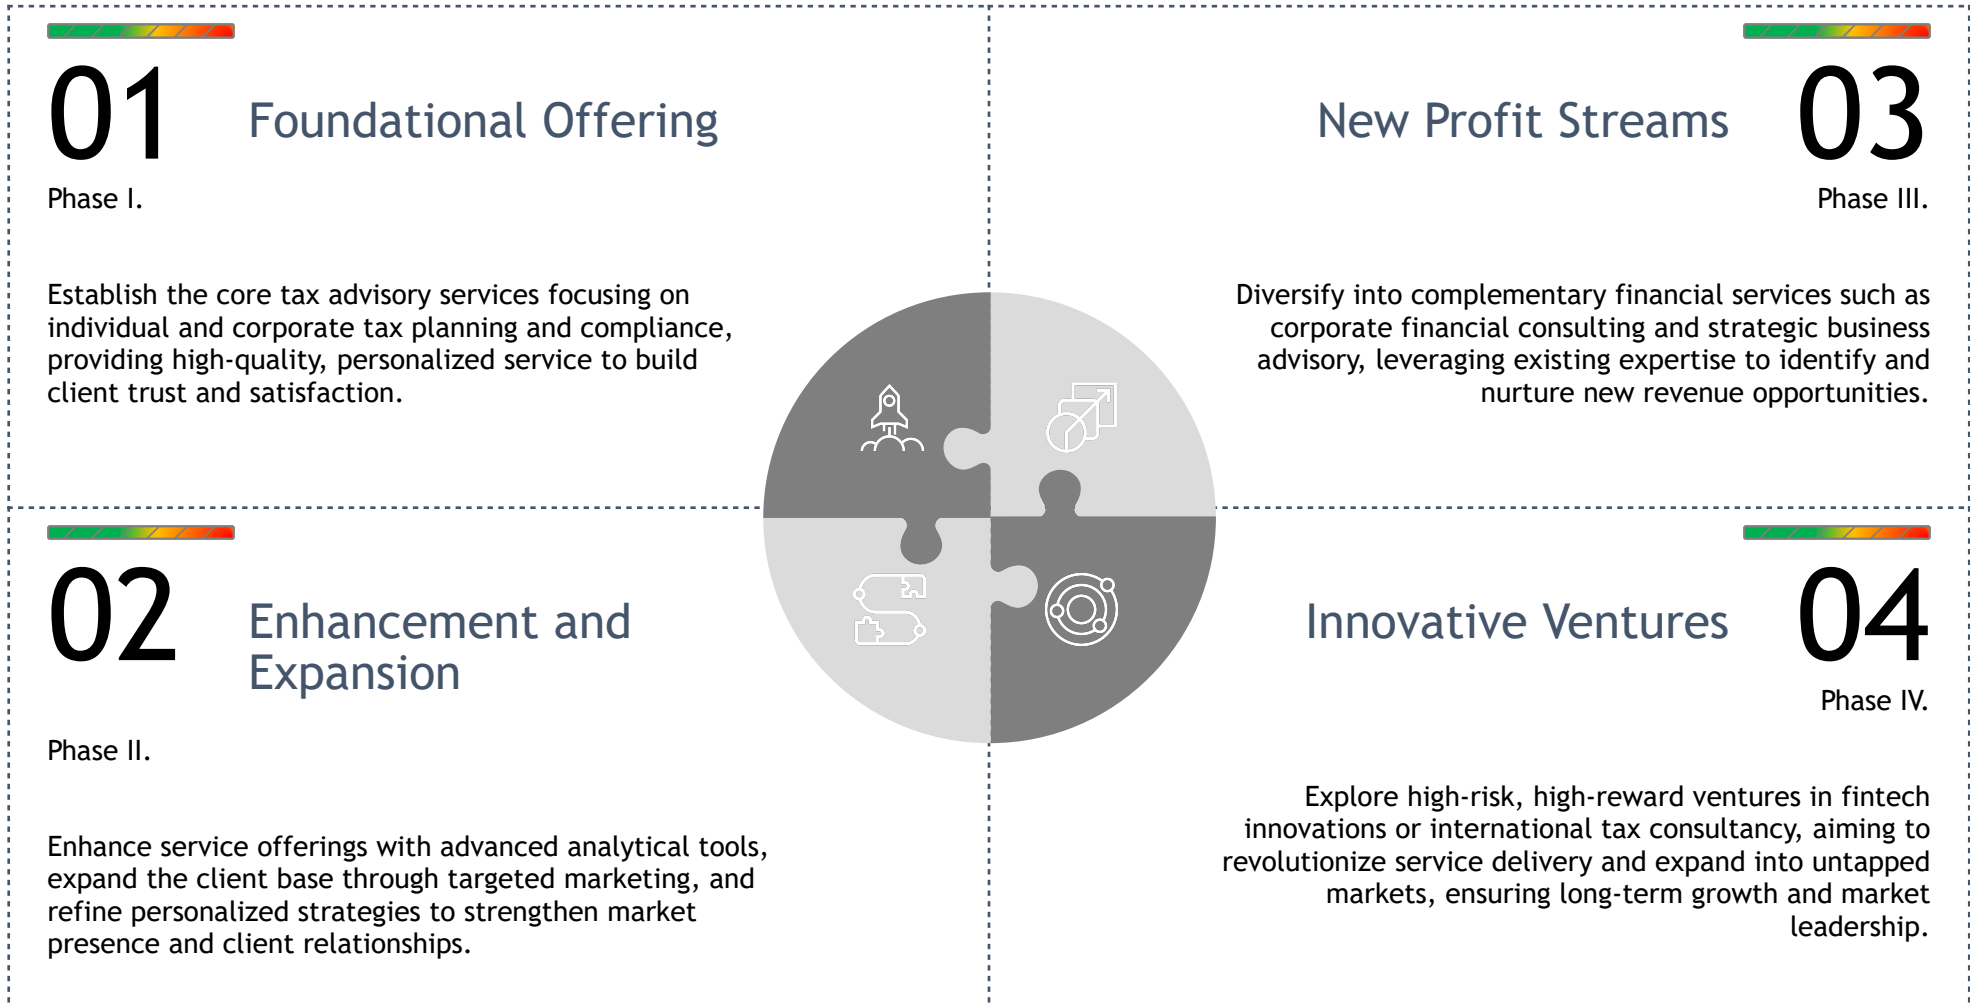 01
Foundational Offering
Phase I.
Establish the core tax advisory services focusing on
individual and corporate tax planning and compliance,
providing high-quality, personalized service to build
client trust and satisfaction.
02
Enhancement and
Expansion
Phase II.
Enhance service offerings with advanced analytical tools,
expand the client base through targeted marketing, and
refine personalized strategies to strengthen market
presence and client relationships.
New Profit Streams
03
Phase III.
Diversify into complementary financial services such as
corporate financial consulting and strategic business
advisory, leveraging existing expertise to identify and
nurture new revenue opportunities.
Innovative Ventures
04
Phase IV.
Explore high-risk, high-reward ventures in fintech
innovations or international tax consultancy, aiming to
revolutionize service delivery and expand into untapped
markets, ensuring long-term growth and market
leadership.